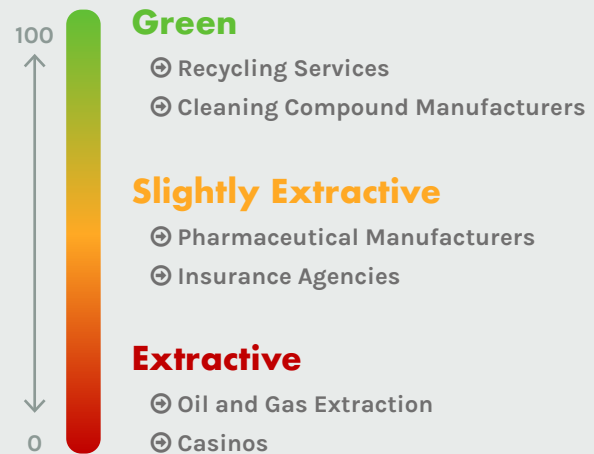 100
Green
Recycling Services
Cleaning Compound Manufacturers
Slightly Extractive
Pharmaceutical Manufacturers
Insurance Agencies
Extractive
Oil and Gas Extraction
0
Casinos